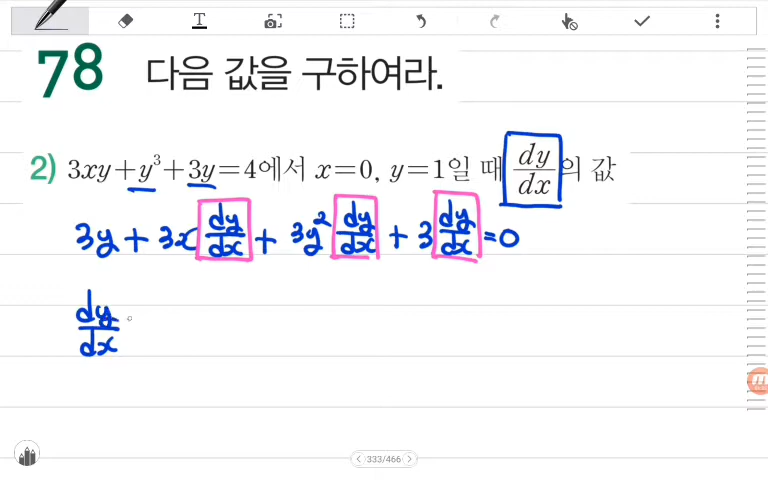 T
78 다음 값을 구하여라.
2) 3xy+y³+3y=4에서 x=0, y=1일 때 dy/dx의 값
3y + 3x dy/dx + 3y² dy/dx + 3 dy/dx = 0
dy/dx
333/466